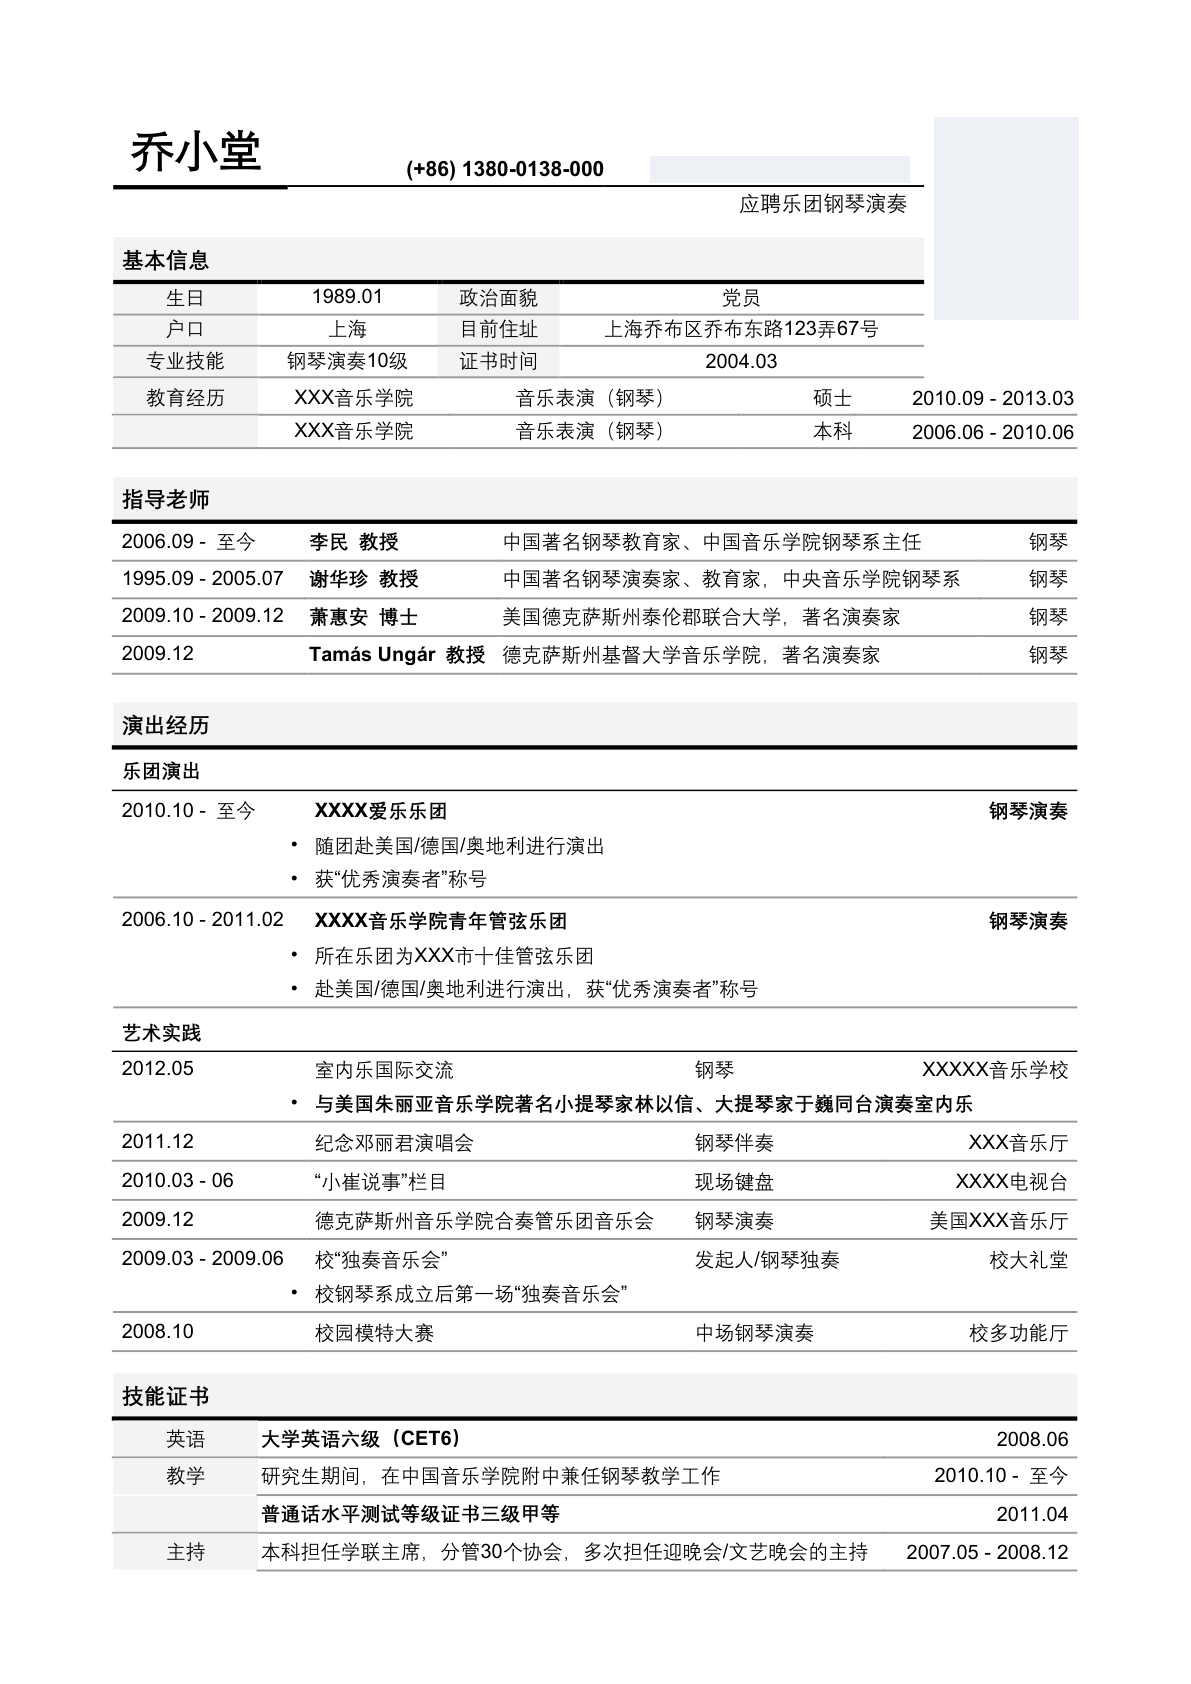 乔小堂
(+86) 1380-0138-000
应聘乐团钢琴演奏
基本信息
生日 1989.01 政治面貌 党员
户口 上海 目前住址 上海乔布区乔布东路123弄67号
专业技能 钢琴演奏10级 证书时间 2004.03
教育经历 XXX音乐学院 音乐表演（钢琴） 硕士 2010.09 - 2013.03
XXX音乐学院 音乐表演（钢琴） 本科 2006.06 - 2010.06
指导老师
2006.09 - 至今 李民 教授 中国著名钢琴教育家、中国音乐学院钢琴系主任 钢琴
1995.09 - 2005.07 谢华珍 教授 中国著名钢琴演奏家、教育家，中央音乐学院钢琴系 钢琴
2009.10 - 2009.12 萧惠安 博士 美国德克萨斯州泰伦郡联合大学，著名演奏家 钢琴
2009.12 Tamás Ungár 教授 德克萨斯州基督大学音乐学院，著名演奏家 钢琴
演出经历
乐团演出
2010.10 - 至今 XXXX爱乐乐团 钢琴演奏
• 随团赴美国/德国/奥地利进行演出
• 获“优秀演奏者”称号
2006.10 - 2011.02 XXXX音乐学院青年管弦乐团 钢琴演奏
• 所在乐团为XXX市十佳管弦乐团
• 赴美国/德国/奥地利进行演出，获“优秀演奏者”称号
艺术实践
2012.05 室内乐国际交流 钢琴 XXXXX音乐学校
• 与美国朱丽亚音乐学院著名小提琴家林以信、大提琴家于巍同台演奏室内乐
2011.12 纪念邓丽君演唱会 钢琴伴奏 XXX音乐厅
2010.03 - 06 “小崔说事”栏目 现场键盘 XXXX电视台
2009.12 德克萨斯州音乐学院合奏管乐团音乐会 钢琴演奏 美国XXX音乐厅
2009.03 - 2009.06 校“独奏音乐会” 发起人/钢琴独奏 校大礼堂
• 校钢琴系成立后第一场“独奏音乐会”
2008.10 校园模特大赛 中场钢琴演奏 校多功能厅
技能证书
英语 大学英语六级（CET6) 2008.06
教学 研究生期间，在中国音乐学院附中兼任钢琴教学工作 2010.10 - 至今
普通话水平测试等级证书三级甲等 2011.04
主持 本科担任学联主席，分管30个协会，多次担任迎晚会/文艺晚会的主持 2007.05 - 2008.12